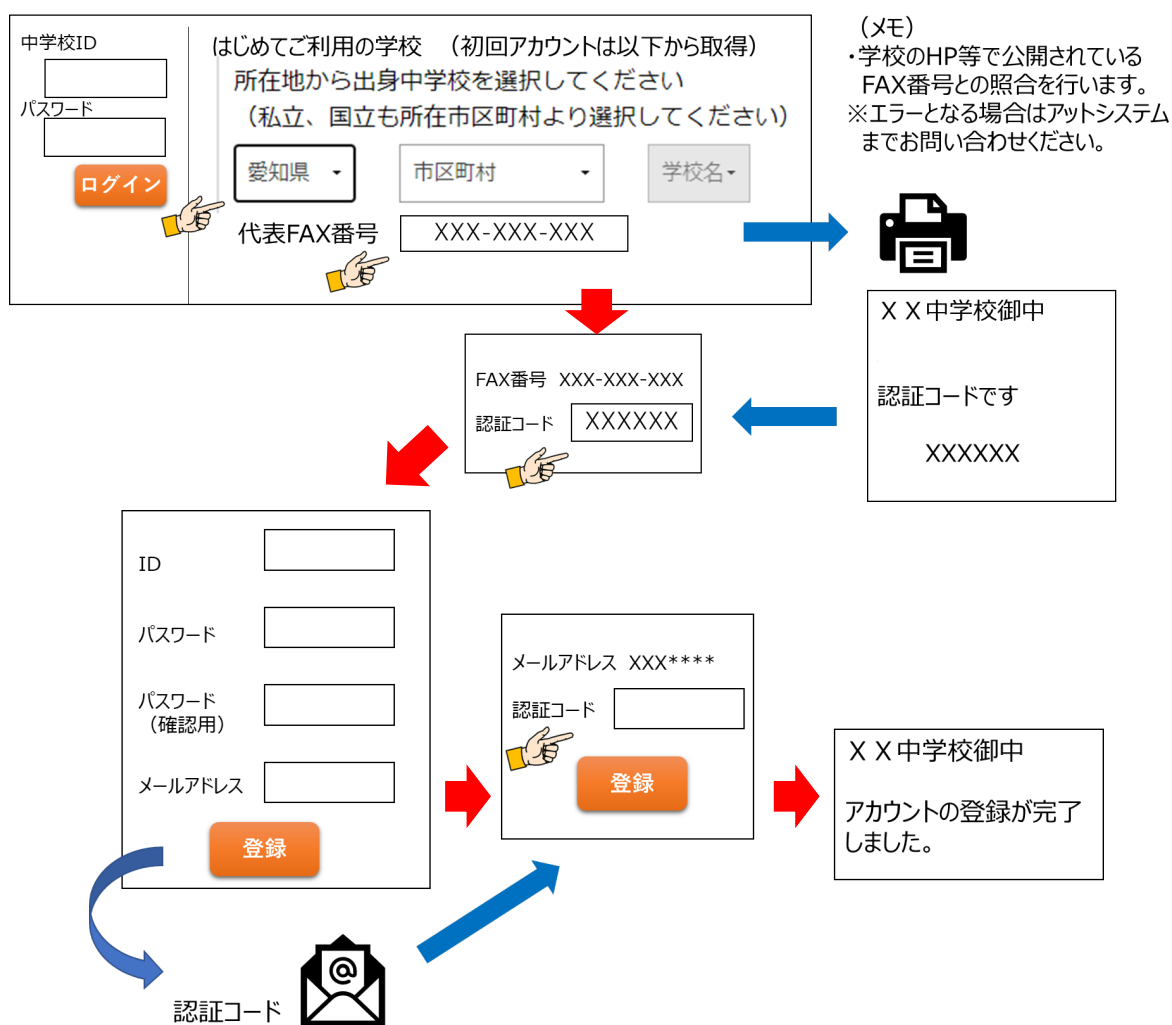 中学校ID
パスワード
ログイン
はじめてご利用の学校　（初回アカウントは以下から取得）
所在地から出身中学校を選択してください
（私立、国立も所在市区町村より選択してください）
愛知県
市区町村
学校名
代表FAX番号
XXX-XXX-XXX
（メモ）
・学校のHP等で公開されている
FAX番号との照合を行います。
※エラーとなる場合はアットシステム
までお問い合わせください。
ＸＸ中学校御中
認証コードです
XXXXXX
FAX番号　XXX-XXX-XXX
認証コード
XXXXXX
ID
パスワード
パスワード
（確認用）
メールアドレス
登録
認証コード
@
メールアドレス　XXX****
認証コード
登録
ＸＸ中学校御中
アカウントの登録が完了
しました。